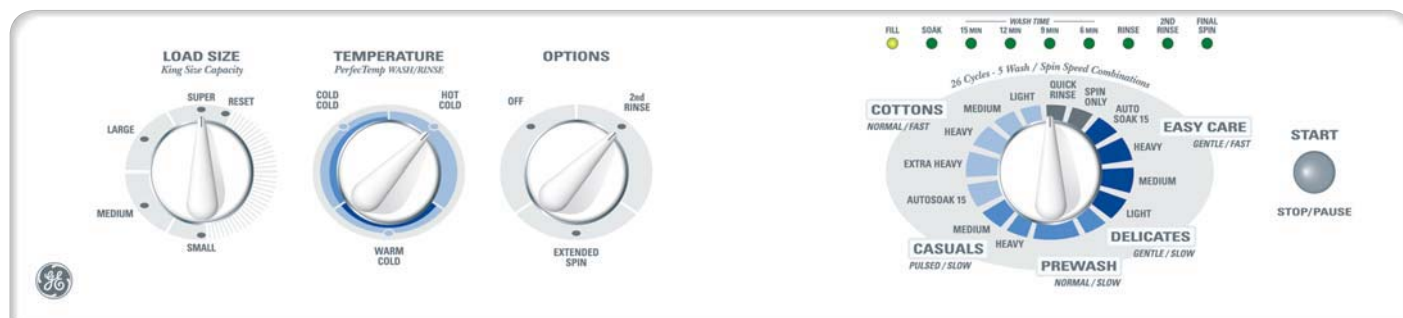 LOAD SIZE
King Size Capacity
SUPER
RESET
LARGE
MEDIUM
SMALL
TEMPERATURE
PerfecTemp WASH/RINSE
COLD
COLD
HOT
COLD
WARM
COLD
OPTIONS
OFF
2nd
RINSE
EXTENDED
SPIN
WASH TIME
FILL
SOAK
15 MIN
12 MIN
9 MIN
6 MIN
RINSE
2ND
RINSE
FINAL
SPIN
26 Cycles - 5 Wash / Spin Speed Combinations
COTTONS
NORMAL / FAST
LIGHT
MEDIUM
HEAVY
EXTRA HEAVY
AUTOSOAK 15
QUICK
RINSE
SPIN
ONLY
AUTO
SOAK 15
HEAVY
MEDIUM
LIGHT
EASY CARE
GENTLE / FAST
MEDIUM
HEAVY
CASUALS
PULSED / SLOW
DELICATES
GENTLE / SLOW
PREWASH
NORMAL / SLOW
START
STOP/PAUSE
GE